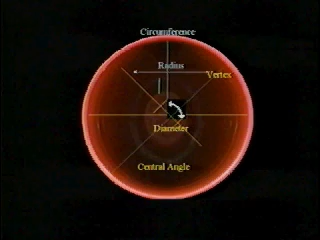 Circumference
Radius
Vertex
Diameter
Central Angle